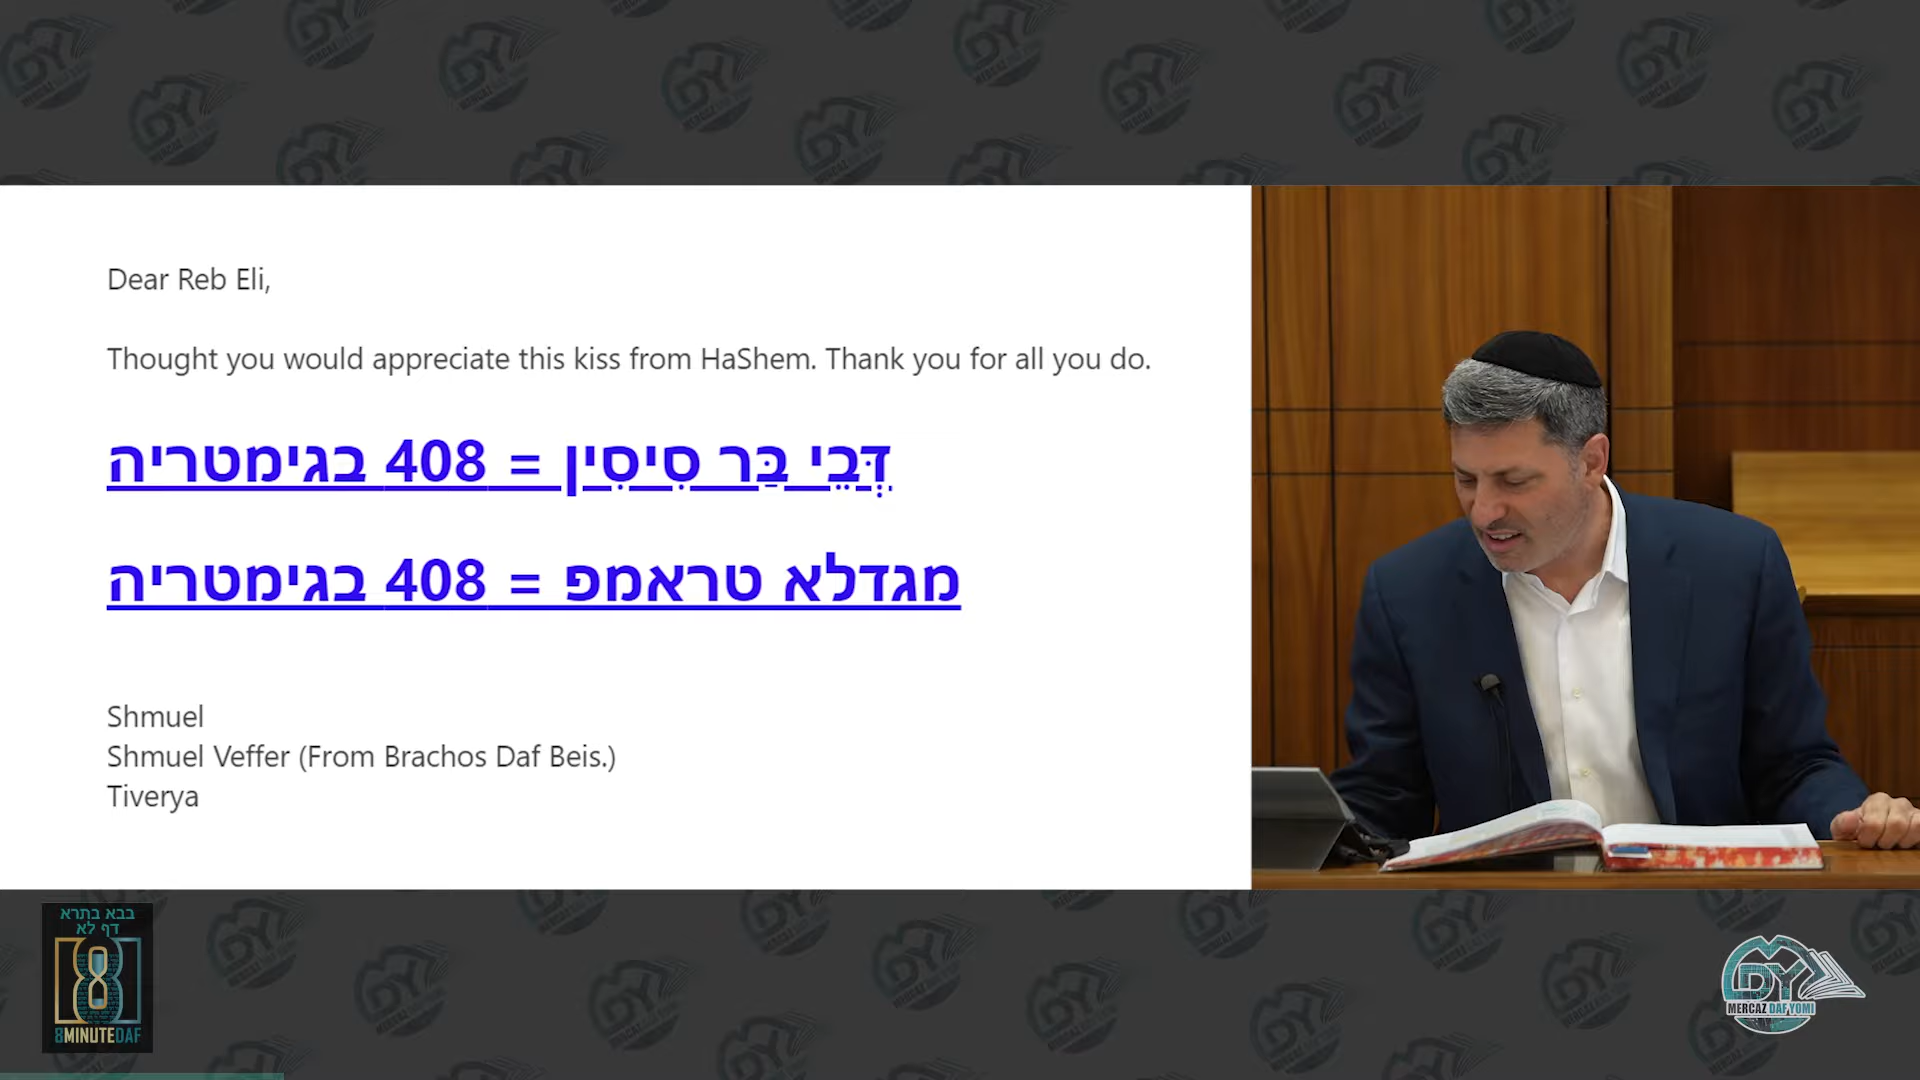 Dear Reb Eli,
Thought you would appreciate this kiss from HaShem. Thank you for all you do.
דְּבֵי בַּר סִיסִין = 408 בגימטריה
מגדלא טראמפ = 408 בגימטריה
Shmuel
Shmuel Veffer (From Brachos Daf Beis.)
Tiverya
בבא בתרא
דף לא
8
8MINUTEDAF
MDY
MERCAZ DAF YOMI